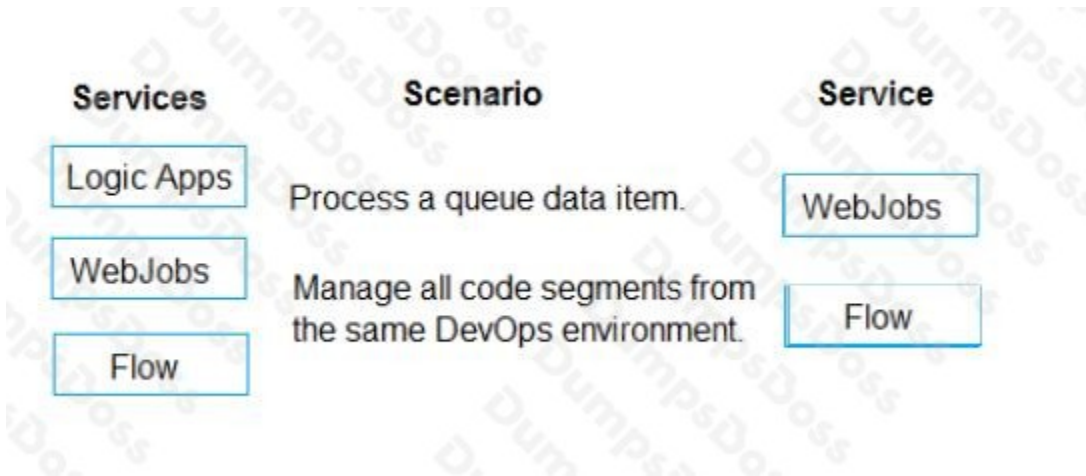 Services Scenario Service
Logic Apps
Process a queue data item.
WebJobs
WebJobs
Manage all code segments from
the same DevOps environment.
Flow
Flow
DumpsDoss